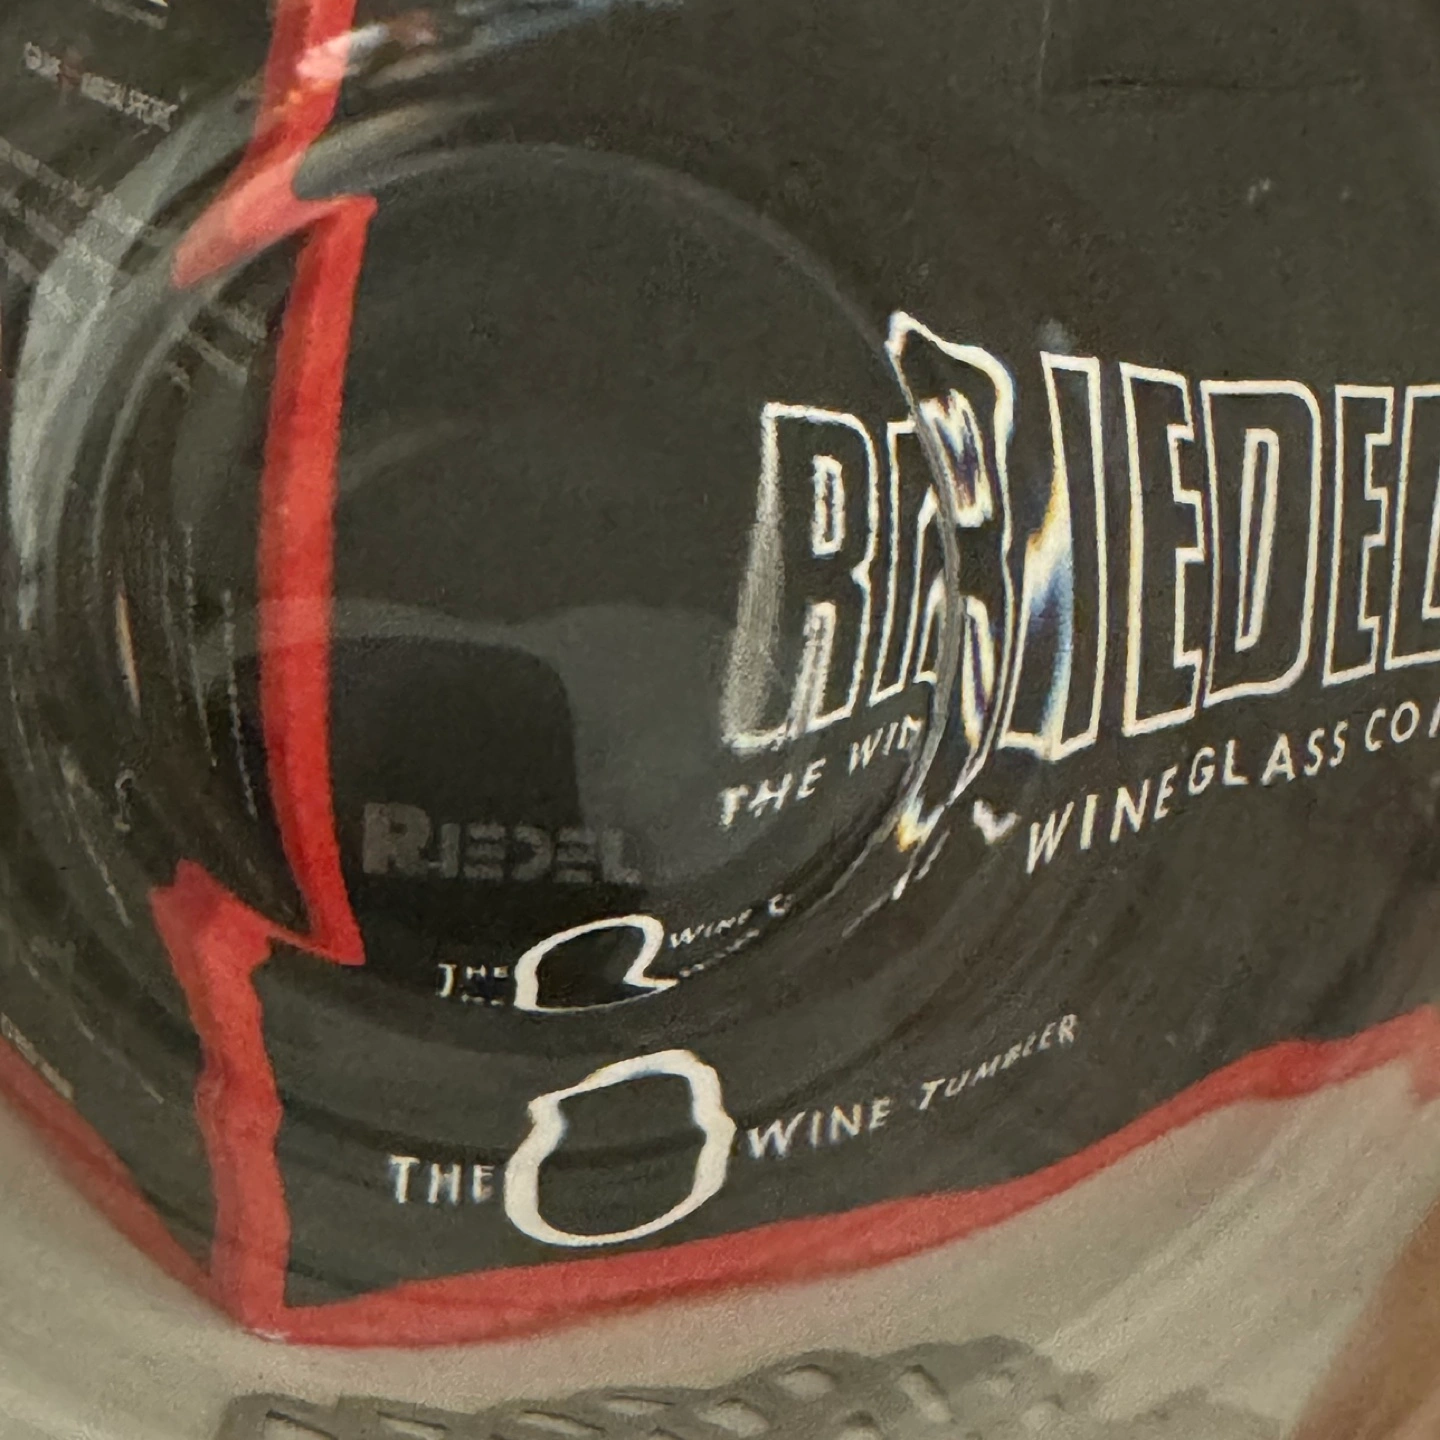 RIEDEL
THE WINEGLASS CO
RIEDEL
THE O WINE
THE O WINE TUMBLER